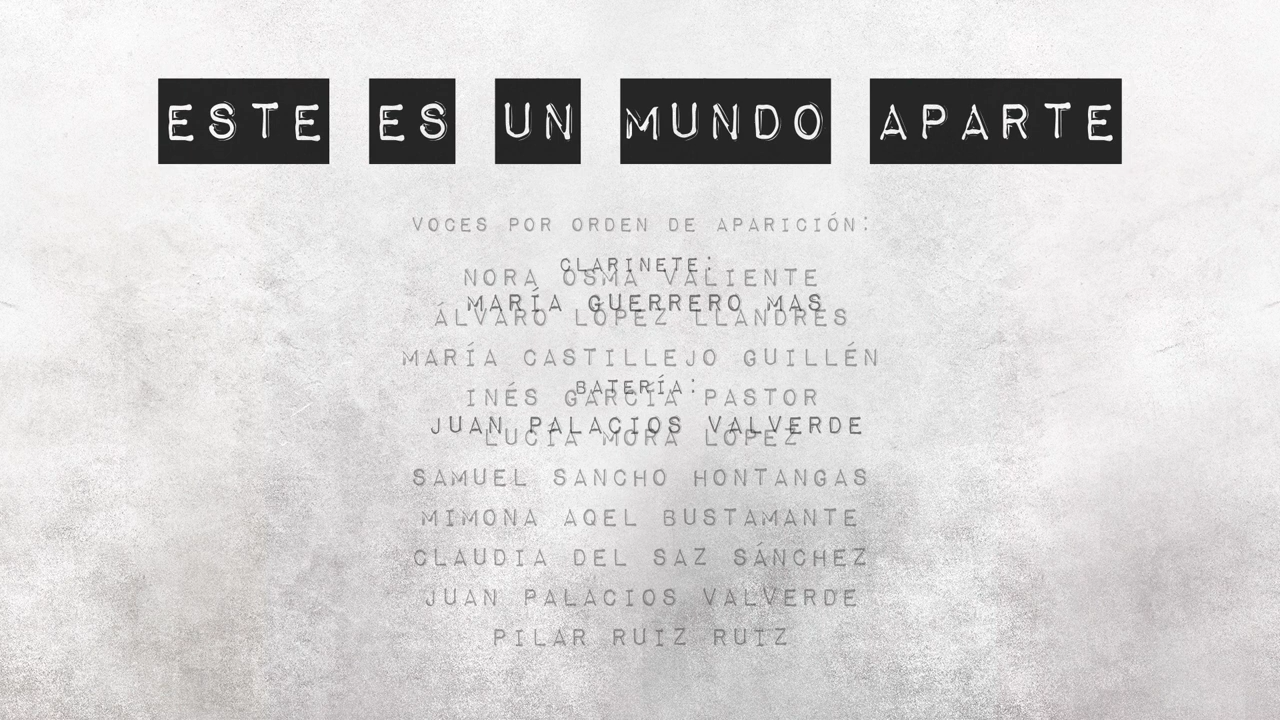 ESTE ES UN MUNDO APARTE
VOCES POR ORDEN DE APARICIÓN:
CLARINETE:
NORA OSMA VALIENTE
MARÍA GUERRERO MAS
ÁLVARO LÓPEZ LLANDRES
MARÍA CASTILLEJO GUILLÉN
BATERÍA:
INÉS GARCÍA PASTOR
JUAN PALACIOS VALVERDE
LUCÍA MORA LÓPEZ
SAMUEL SANCHO HONTANGAS
MIMONA AQEL BUSTAMANTE
CLAUDIA DEL SAZ SÁNCHEZ
JUAN PALACIOS VALVERDE
PILAR RUIZ RUIZ